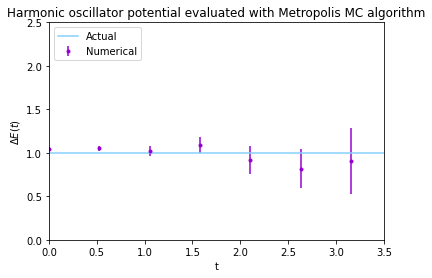 Harmonic oscillator potential evaluated with Metropolis MC algorithm
Actual
Numerical
ΔE(t)
2.5
2.0
1.5
1.0
0.5
0.0
0.0 0.5 1.0 1.5 2.0 2.5 3.0 3.5
t